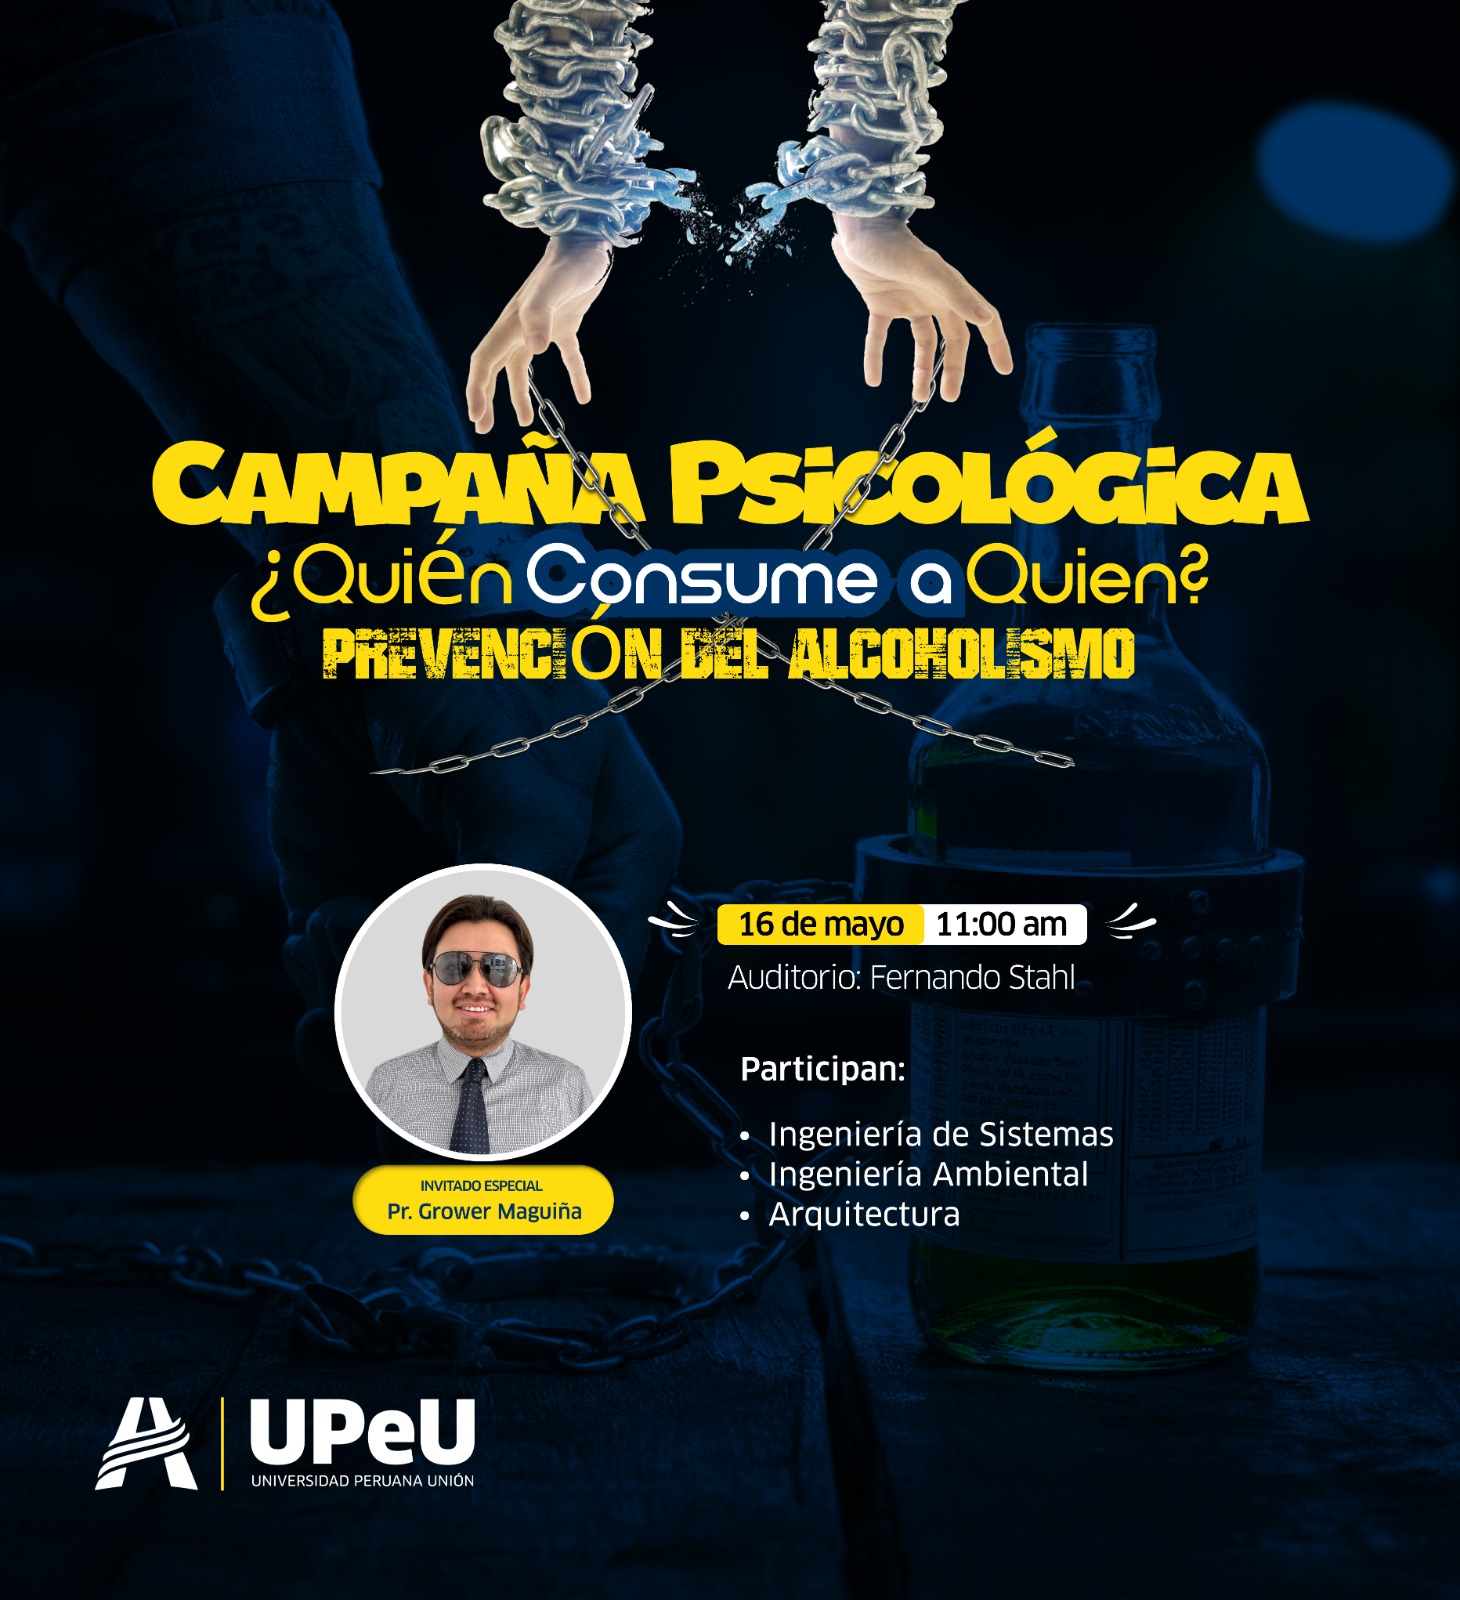 Campaña Psicológica
¿Quién Consume a Quien?
PREVENCIÓN DEL ALCOHOLISMO
16 de mayo 11:00 am
Auditorio: Fernando Stahl
Participan:
• Ingeniería de Sistemas
• Ingeniería Ambiental
• Arquitectura
INVITADO ESPECIAL
Pr. Grower Maguiña
UPeU
UNIVERSIDAD PERUANA UNIÓN